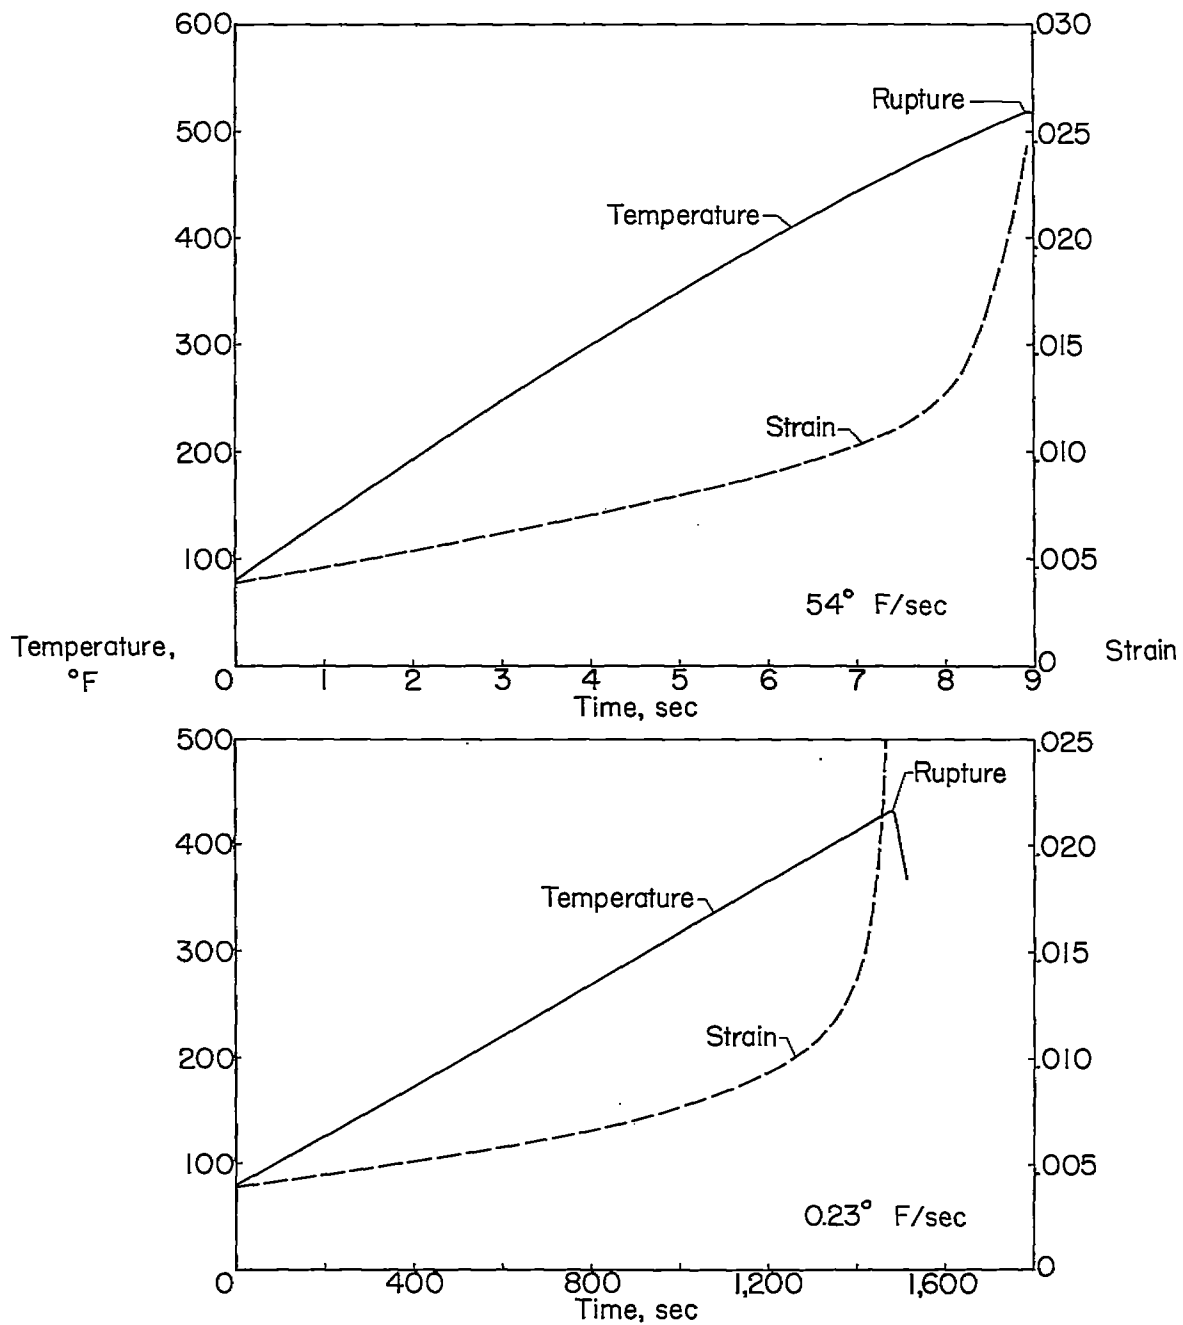 600
.030
Rupture
500
.025
Temperature
400
.020
300
.015
Strain
200
.010
100
.005
54° F/sec
Temperature,
°F
0
Strain
0 1 2 3 4 5 6 7 8 9
Time, sec
500
.025
Rupture
400
.020
Temperature
300
.015
Strain
200
.010
100
.005
0.23° F/sec
0
0 400 800 1,200 1,600
Time, sec